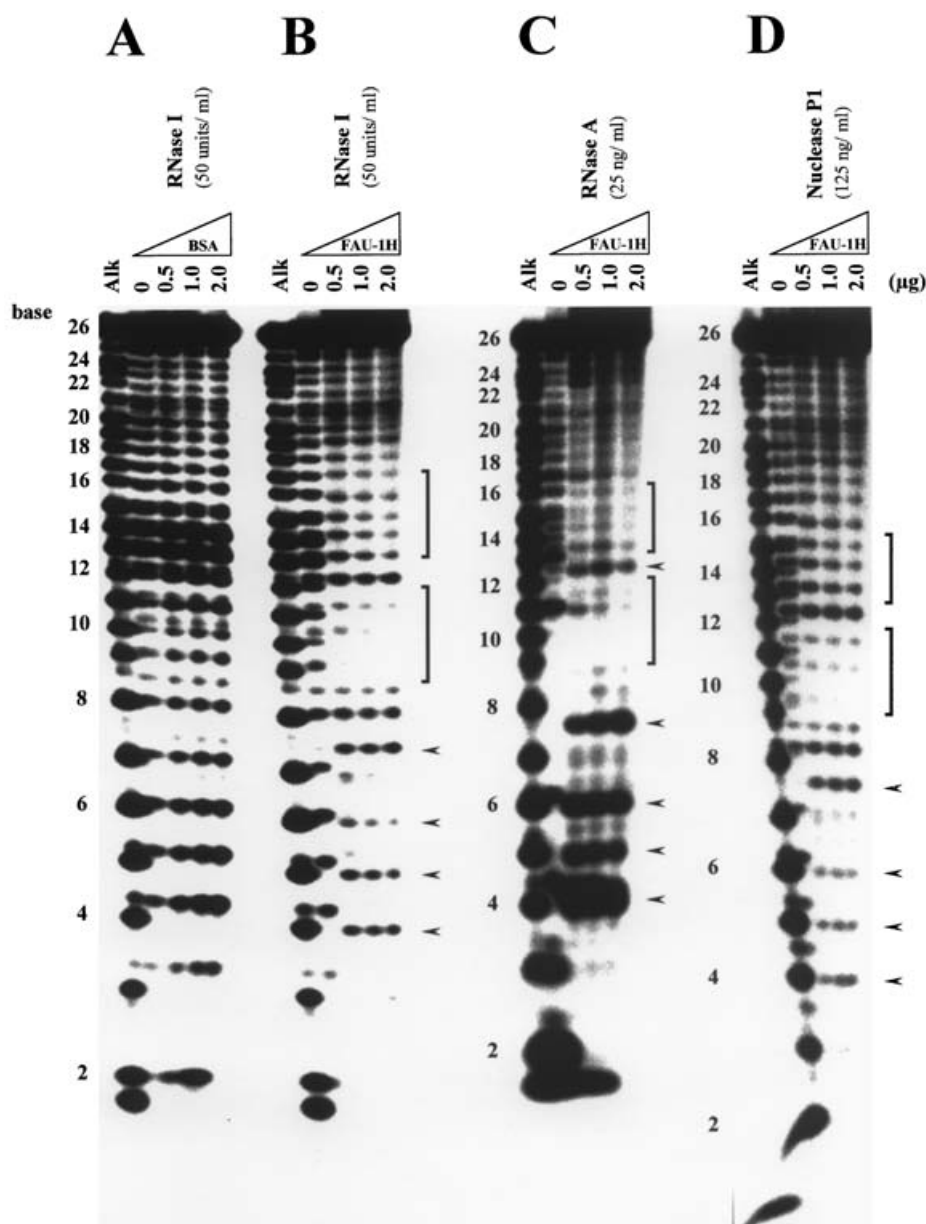 A B C D
RNase I
(50 units/ ml)
RNase I
(50 units/ ml)
RNase A
(25 ng/ ml)
Nuclease P1
(125 ng/ ml)
BSA
FAU-1H
FAU-1H
FAU-1H
Alk 0 0.5 1.0 2.0
Alk 0 0.5 1.0 2.0
Alk 0 0.5 1.0 2.0
Alk 0 0.5 1.0 2.0
(µg)
base
26
24
22
20
18
16
14
12
10
8
6
4
2
26
24
22
20
18
16
14
12
10
8
6
4
2
26
24
22
20
18
16
14
12
10
8
6
4
2